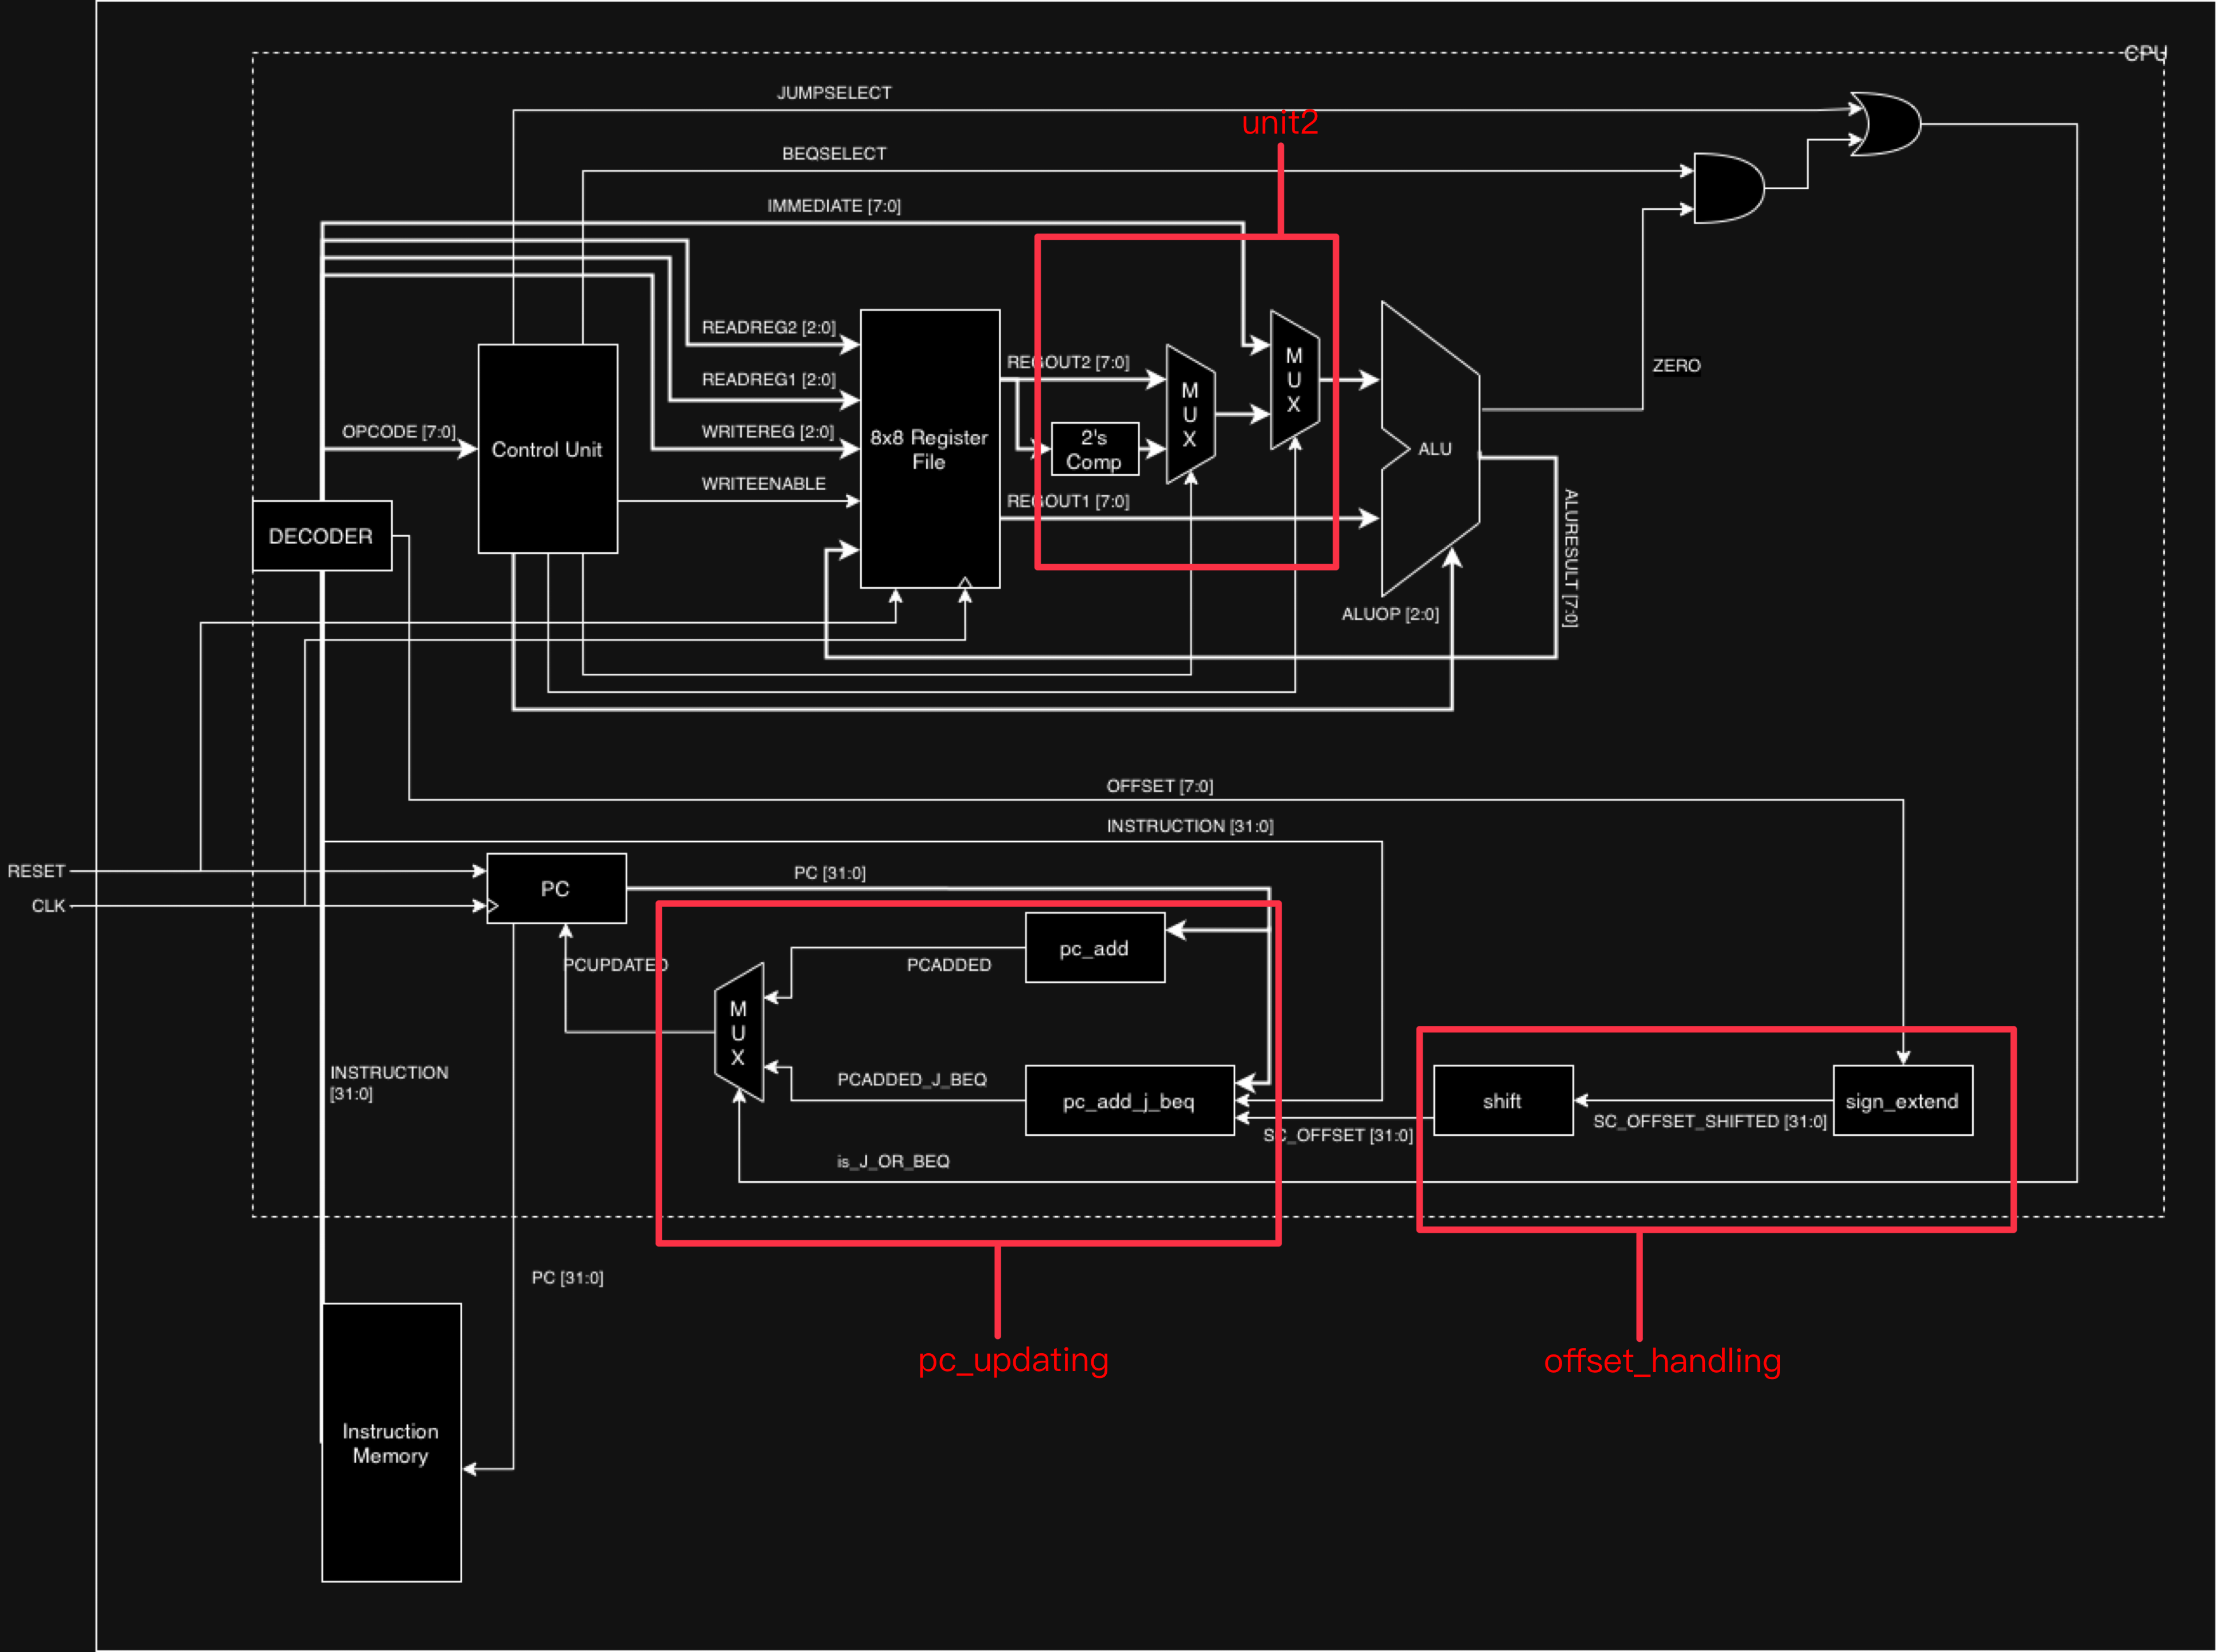 CPU
JUMPSELECT
unit2
BEQSELECT
IMMEDIATE [7:0]
READREG2 [2:0]
REGOUT2 [7:0]
M
U
X
M
U
X
ZERO
READREG1 [2:0]
OPCODE [7:0]
Control Unit
WRITEREG [2:0]
8x8 Register
File
2's
Comp
ALU
WRITEENABLE
REGOUT1 [7:0]
ALURESULT [7:0]
DECODER
ALUOP [2:0]
OFFSET [7:0]
INSTRUCTION [31:0]
RESET
PC
PC [31:0]
CLK
PCUPDATED
PCADDED
pc_add
M
U
X
INSTRUCTION
[31:0]
PCADDED_J_BEQ
pc_add_j_beq
SC_OFFSET [31:0]
shift
SC_OFFSET_SHIFTED [31:0]
sign_extend
is_J_OR_BEQ
PC [31:0]
pc_updating
offset_handling
Instruction
Memory